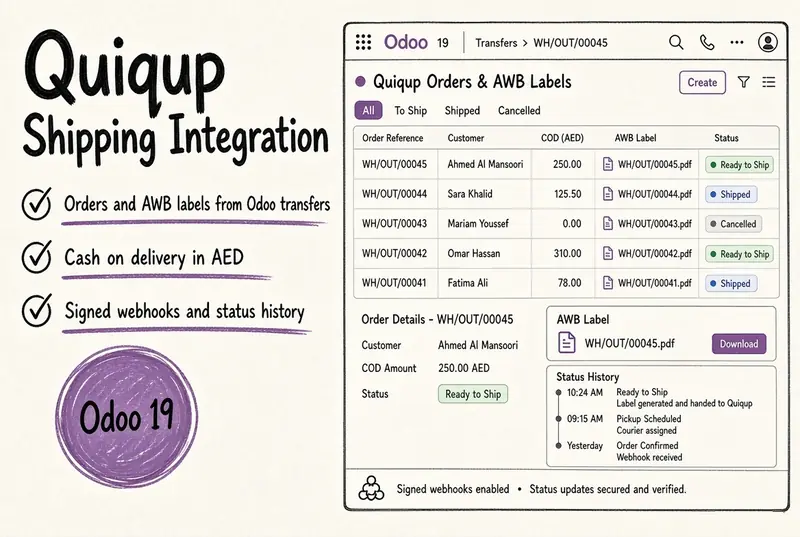 Quiqup
Shipping Integration
Orders and AWB labels from Odoo transfers
Cash on delivery in AED
Signed webhooks and status history
Odoo 19
Odoo 19 Transfers > WH/OUT/00045
Quiqup Orders & AWB Labels Create
All To Ship Shipped Cancelled
Order Reference Customer COD (AED) AWB Label Status
WH/OUT/00045 Ahmed Al Mansoori 250.00 WH/OUT/00045.pdf Ready to Ship
WH/OUT/00044 Sara Khalid 125.50 WH/OUT/00044.pdf Shipped
WH/OUT/00043 Mariam Youssef 0.00 WH/OUT/00043.pdf Cancelled
WH/OUT/00042 Omar Hassan 310.00 WH/OUT/00042.pdf Ready to Ship
WH/OUT/00041 Fatima Ali 78.00 WH/OUT/00041.pdf Shipped
Order Details - WH/OUT/00045
Customer Ahmed Al Mansoori
COD Amount 250.00 AED
Status Ready to Ship
AWB Label
WH/OUT/00045.pdf Download
Status History
10:24 AM Ready to Ship
Label generated and handed to Quiqup
09:15 AM Pickup Scheduled
Courier assigned
Yesterday Order Confirmed
Webhook received
Signed webhooks enabled • Status updates secured and verified.